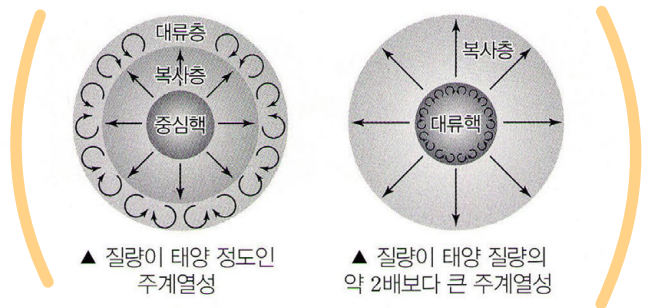 대류층
복사층
중심핵
▲ 질량이 태양 정도인
주계열성
복사층
대류핵
▲ 질량이 태양 질량의
약 2배보다 큰 주계열성